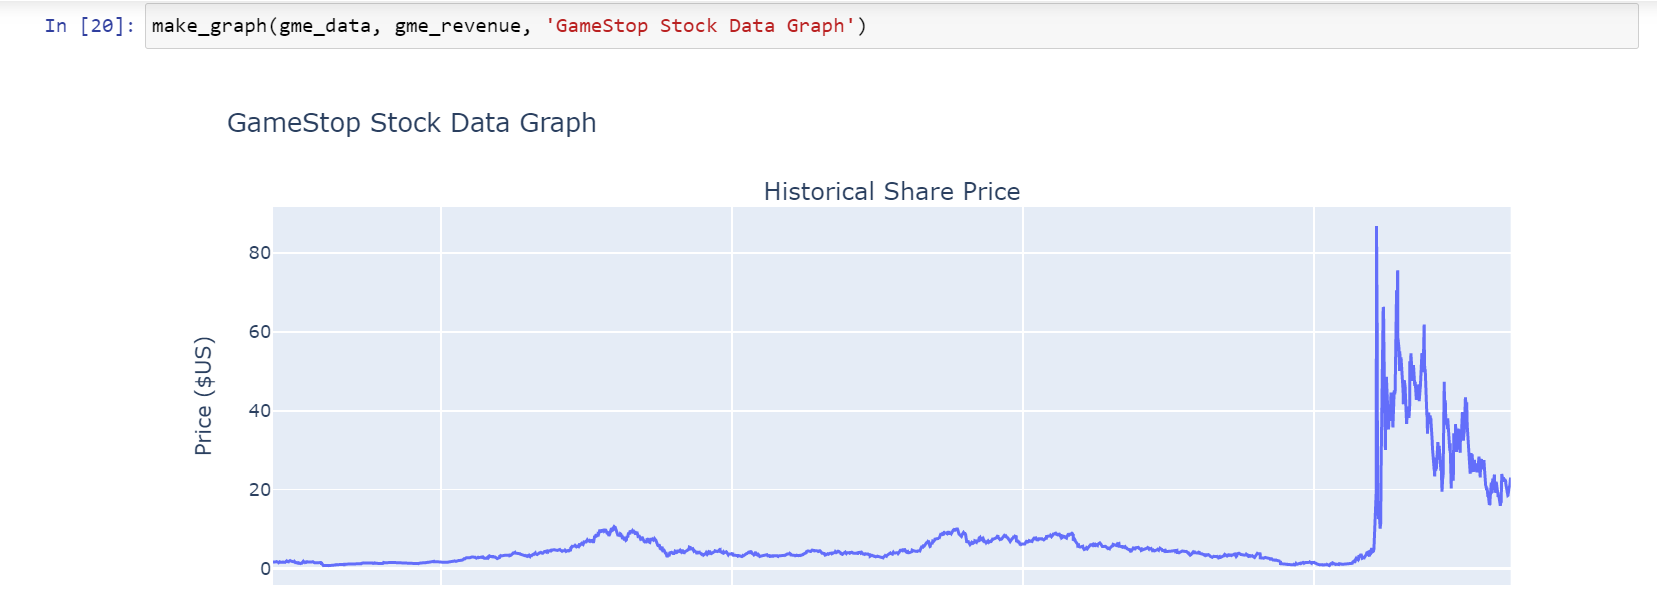 In [20]: make_graph(gme_data, gme_revenue, 'GameStop Stock Data Graph')
GameStop Stock Data Graph
Historical Share Price
80
60
40
20
0
Price ($US)